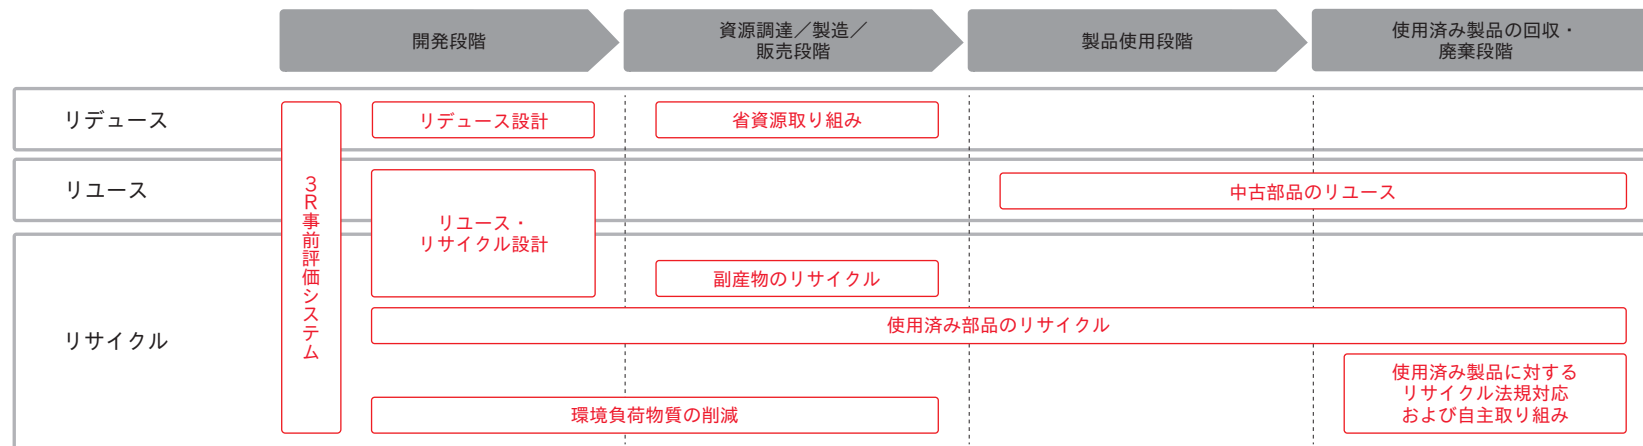 開発段階
資源調達／製造／
販売段階
製品使用段階
使用済み製品の回収・
廃棄段階
リデュース
3R事前評価システム
リデュース設計
省資源取り組み
リユース
リユース・
リサイクル設計
中古部品のリユース
リサイクル
副産物のリサイクル
使用済み部品のリサイクル
環境負荷物質の削減
使用済み製品に対する
リサイクル法規対応
および自主取り組み